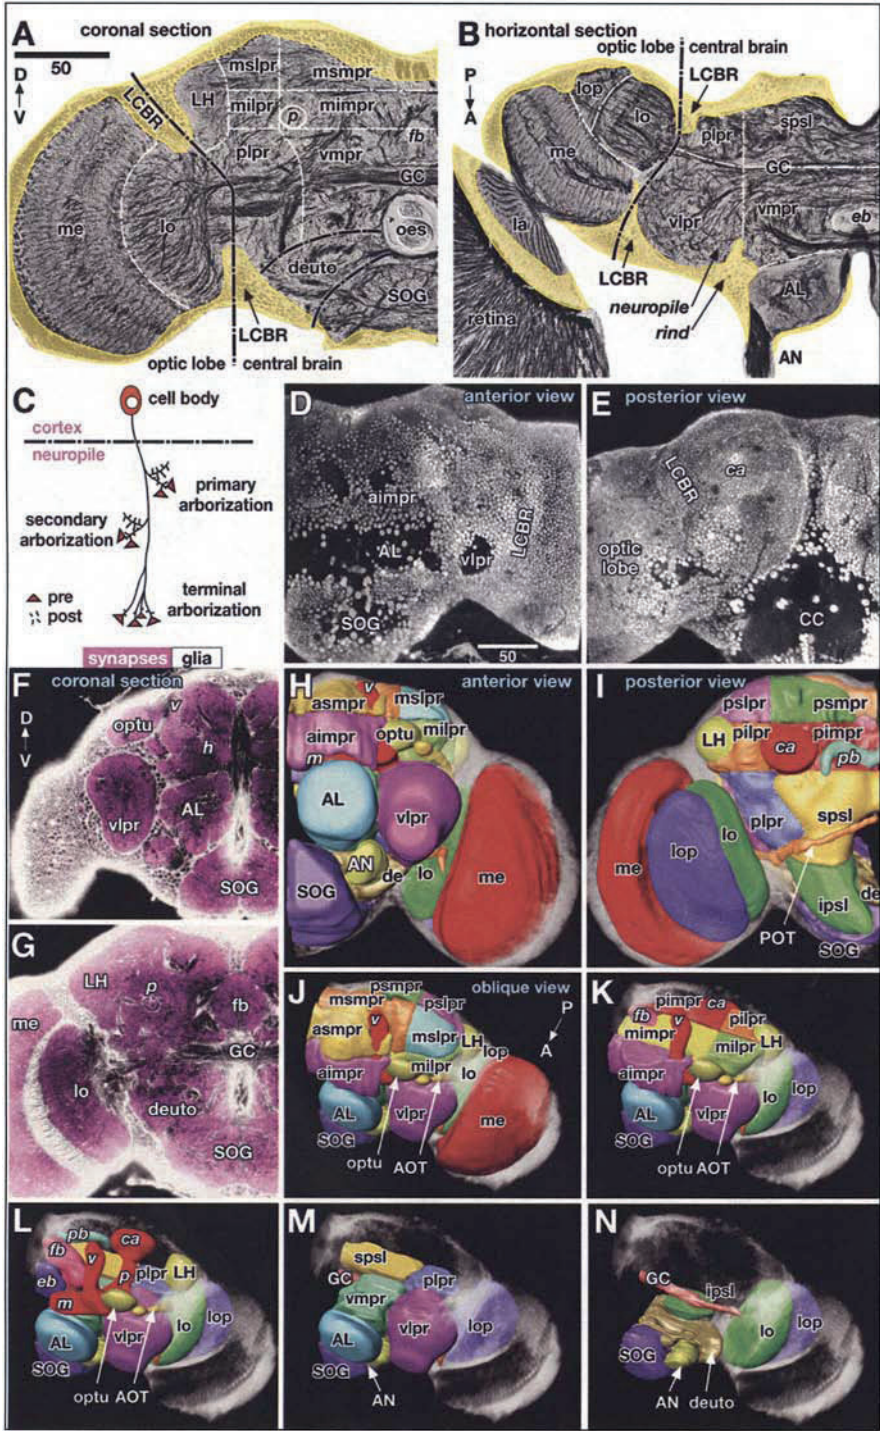 A
coronal section
50
D
V
LCBR
LH
mslpr
msmpr
milpr
mimpr
p
fb
plpr
vmpr
GC
me
lo
oes
deuto
SOG
LCBR
optic lobe
central brain
B
horizontal section
optic lobe
central brain
P
A
LCBR
lop
lo
plpr
spsl
me
GC
la
vlpr
vmpr
eb
LCBR
neuropile
AL
retina
rind
AN
C
cell body
cortex
neuropile
primary
arborization
secondary
arborization
pre
post
terminal
arborization
D
anterior view
aimpr
AL
vlpr
LCBR
SOG
50
E
posterior view
LCBR
ca
optic
lobe
CC
synapses
glia
F
coronal section
D
V
v
optu
h
vlpr
AL
SOG
G
LH
p
me
fb
GC
lo
deuto
SOG
H
anterior view
v
asmpr
mslpr
optu
aimpr
milpr
m
AL
vlpr
AN
de
lo
me
SOG
I
posterior view
pslpr
psmpr
LH
pilpr
pimpr
ca
pb
plpr
spsl
lo
lop
me
ipsl
de
POT
SOG
J
oblique view
P
A
psmpr
msmpr
pslpr
asmpr
v
mslpr
LH
lop
aimpr
milpr
lo
AL
vlpr
me
SOG
optu
AOT
K
pimpr
ca
fb
v
pilpr
mimpr
LH
milpr
aimpr
lop
AL
vlpr
lo
SOG
optu
AOT
L
pb
ca
fb
v
eb
p
plpr
LH
m
lop
AL
vlpr
lo
SOG
optu
AOT
M
spsl
GC
plpr
vmpr
lop
AL
vlpr
SOG
AN
N
GC
ipsl
lo
lop
SOG
AN
deuto